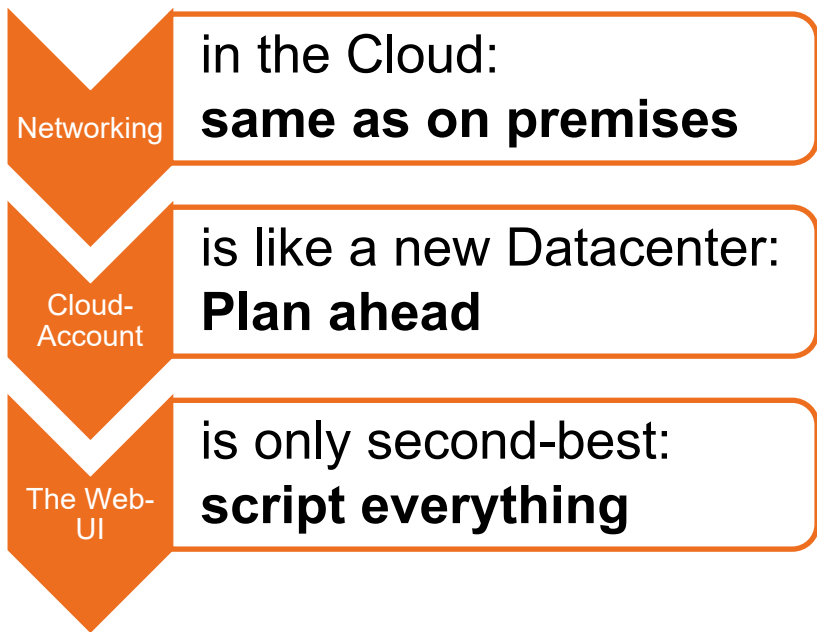 Networking
in the Cloud:
same as on premises
Cloud-
Account
is like a new Datacenter:
Plan ahead
The Web-
UI
is only second-best:
script everything